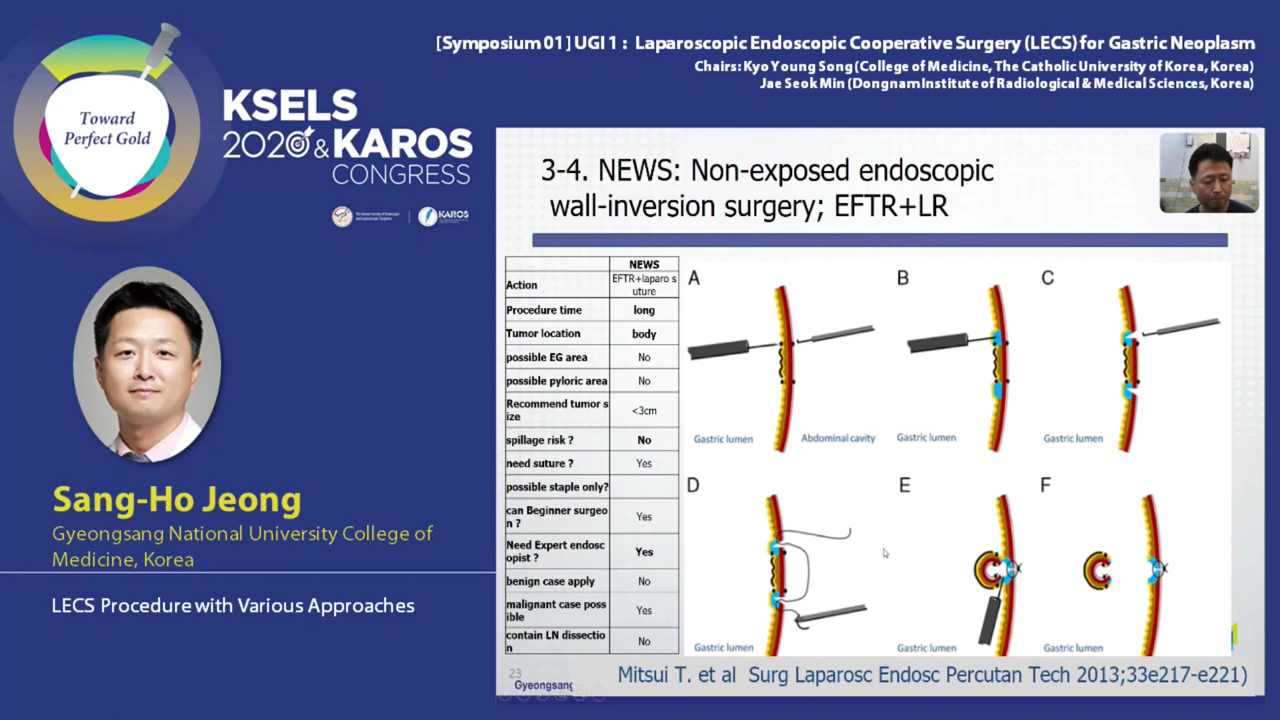 [Symposium 01] UGI 1 : Laparoscopic Endoscopic Cooperative Surgery (LECS) for Gastric Neoplasm
Chairs: Kyo Young Song (College of Medicine, The Catholic University of Korea, Korea)
Jae Seok Min (Dongnam Institute of Radiological & Medical Sciences, Korea)
Toward
Perfect Gold
KSELS
2020 & KAROS
CONGRESS
KAROS
Sang-Ho Jeong
Gyeongsang National University College of
Medicine, Korea
LECS Procedure with Various Approaches
3-4. NEWS: Non-exposed endoscopic
wall-inversion surgery; EFTR+LR
NEWS
Action EFTR+laparo s
uture
Procedure time long
Tumor location body
possible EG area No
possible pyloric area No
Recommend tumor s
ize <3cm
spillage risk ? No
need suture ? Yes
possible staple only?
can Beginner surgeo
n ? Yes
Need Expert endosc
opist ? Yes
benign case apply No
malignant case poss
ible Yes
contain LN dissectio
n No
A B C
Gastric lumen Abdominal cavity Gastric lumen Gastric lumen
D E F
Gastric lumen Gastric lumen Gastric lumen
23
Gyeongsang
Mitsui T. et al Surg Laparosc Endosc Percutan Tech 2013;33e217-e221)